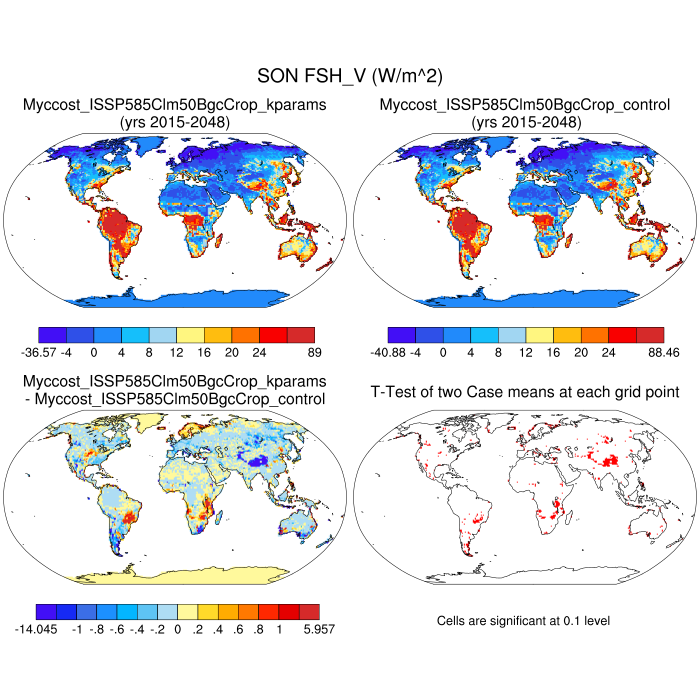 SON FSH_V (W/m^2)
Myccost_ISSP585Clm50BgcCrop_kparams
(yrs 2015-2048)
Myccost_ISSP585Clm50BgcCrop_control
(yrs 2015-2048)
-36.57 -4 0 4 8 12 16 20 24 89
-40.88 -4 0 4 8 12 16 20 24 88.46
Myccost_ISSP585Clm50BgcCrop_kparams
- Myccost_ISSP585Clm50BgcCrop_control
T-Test of two Case means at each grid point
-14.045 -1 -.8 -.6 -.4 -.2 0 .2 .4 .6 .8 1 5.957
Cells are significant at 0.1 level